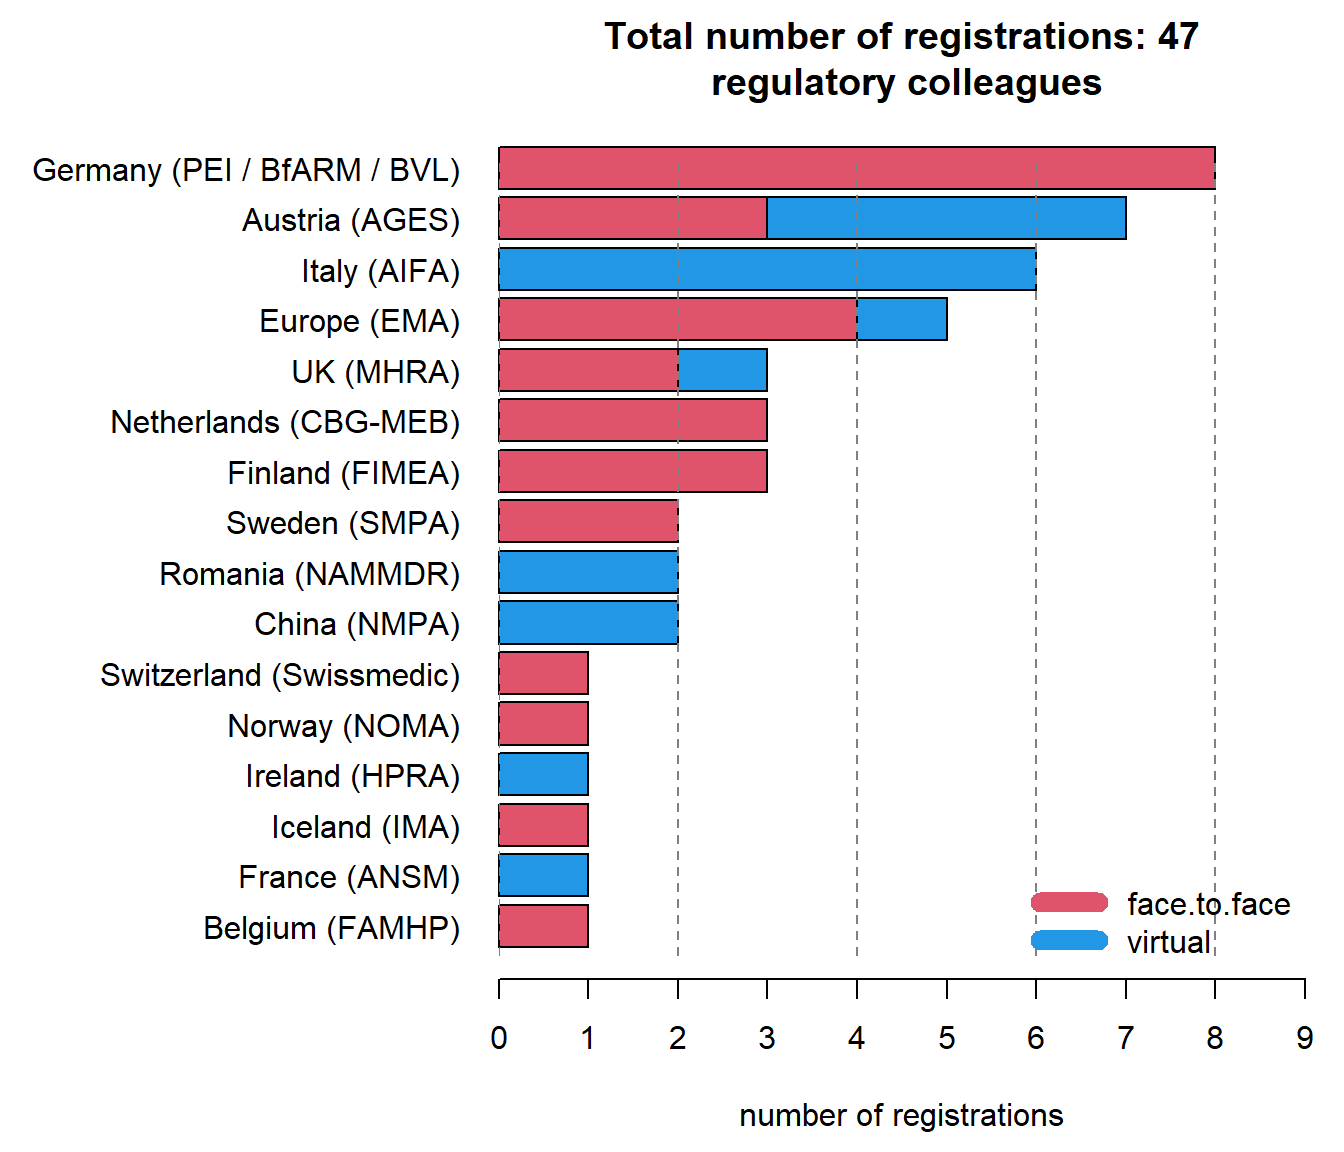 Total number of registrations: 47
regulatory colleagues
Germany (PEI / BfARM / BVL)
Austria (AGES)
Italy (AIFA)
Europe (EMA)
UK (MHRA)
Netherlands (CBG-MEB)
Finland (FIMEA)
Sweden (SMPA)
Romania (NAMMDR)
China (NMPA)
Switzerland (Swissmedic)
Norway (NOMA)
Ireland (HPRA)
Iceland (IMA)
France (ANSM)
Belgium (FAMHP)
face.to.face
virtual
0 1 2 3 4 5 6 7 8 9
number of registrations